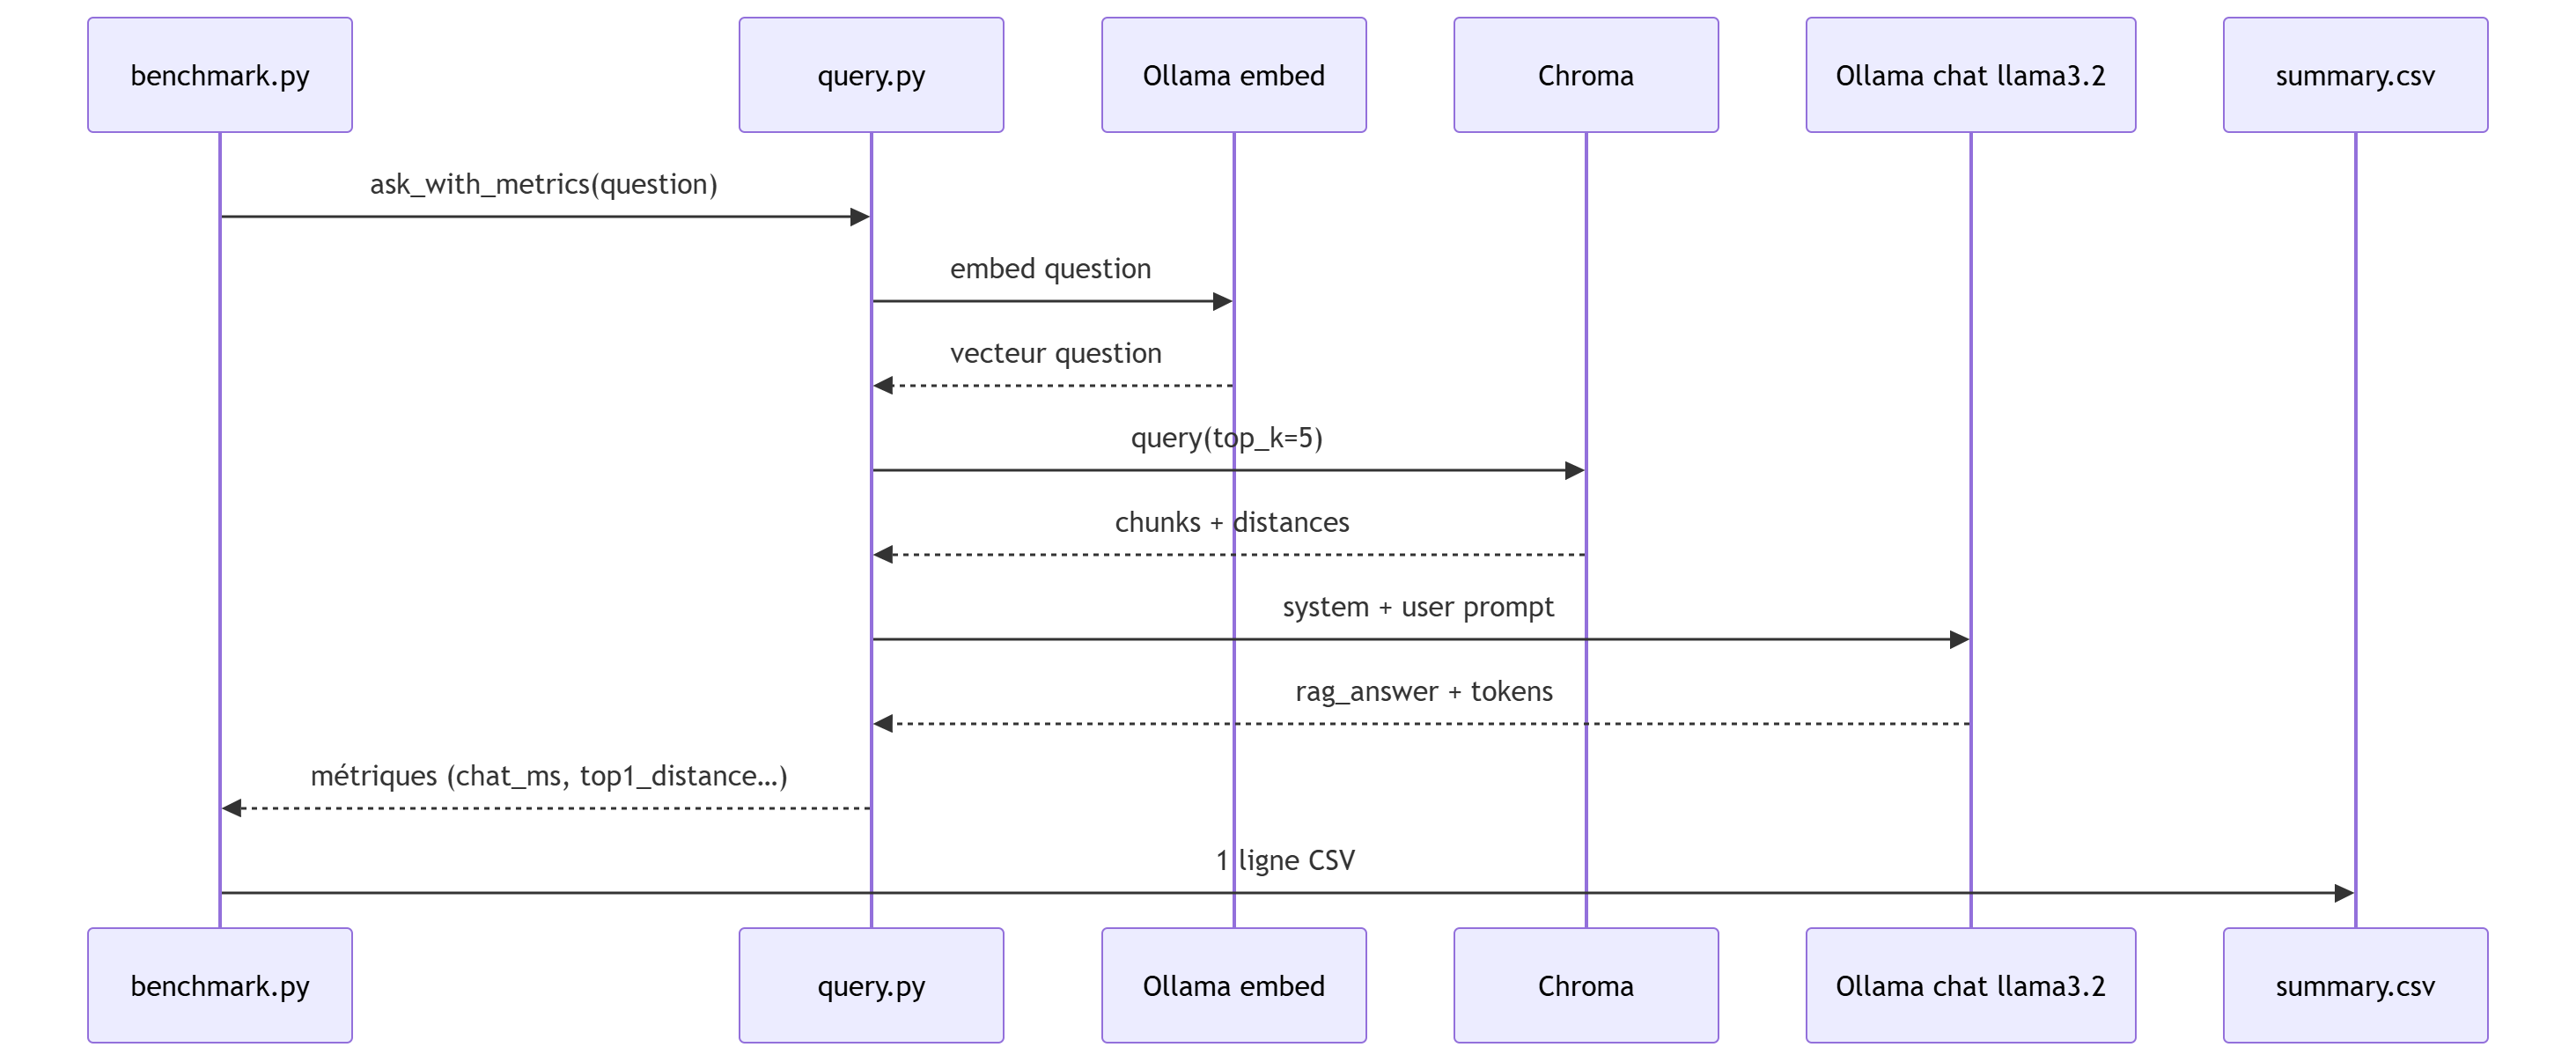 benchmark.py
query.py
Ollama embed
Chroma
Ollama chat llama3.2
summary.csv
ask_with_metrics(question)
embed question
vecteur question
query(top_k=5)
chunks + distances
system + user prompt
rag_answer + tokens
métriques (chat_ms, top1_distance…)
1 ligne CSV
benchmark.py
query.py
Ollama embed
Chroma
Ollama chat llama3.2
summary.csv